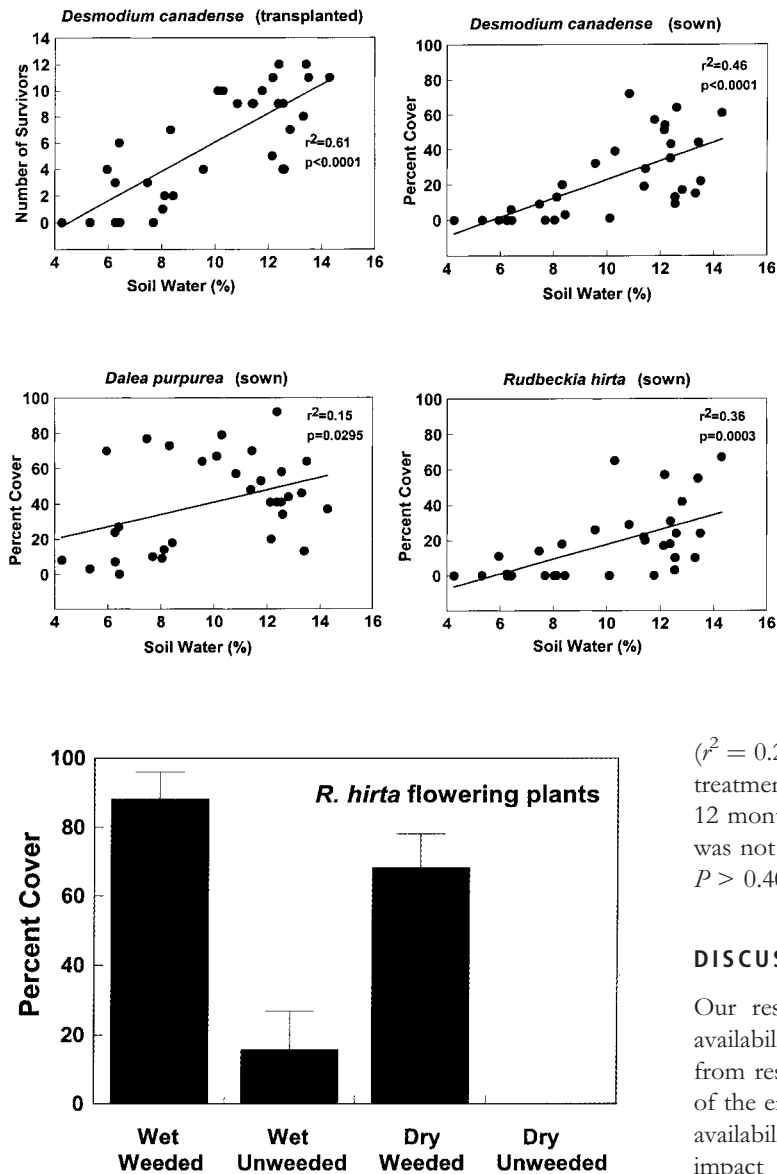 Desmodium canadense (transplanted)
14
12
10
8
6
4
2
0
Number of Survivors
r²=0.61
p<0.0001
4 6 8 10 12 14 16
Soil Water (%)
Desmodium canadense (sown)
100
80
60
40
20
0
Percent Cover
r²=0.46
p<0.0001
4 6 8 10 12 14 16
Soil Water (%)
Dalea purpurea (sown)
100
80
60
40
20
0
Percent Cover
r²=0.15
p=0.0295
4 6 8 10 12 14 16
Soil Water (%)
Rudbeckia hirta (sown)
100
80
60
40
20
0
Percent Cover
r²=0.36
p=0.0003
4 6 8 10 12 14 16
Soil Water (%)
R. hirta flowering plants
100
80
60
40
20
0
Percent Cover
Wet Weeded
Wet Unweeded
Dry Weeded
Dry Unweeded
(r² = 0.2
treatmen
12 mont
was not
P > 0.40
DISCUS
Our res
availabil
from res
of the e
availabil
impact